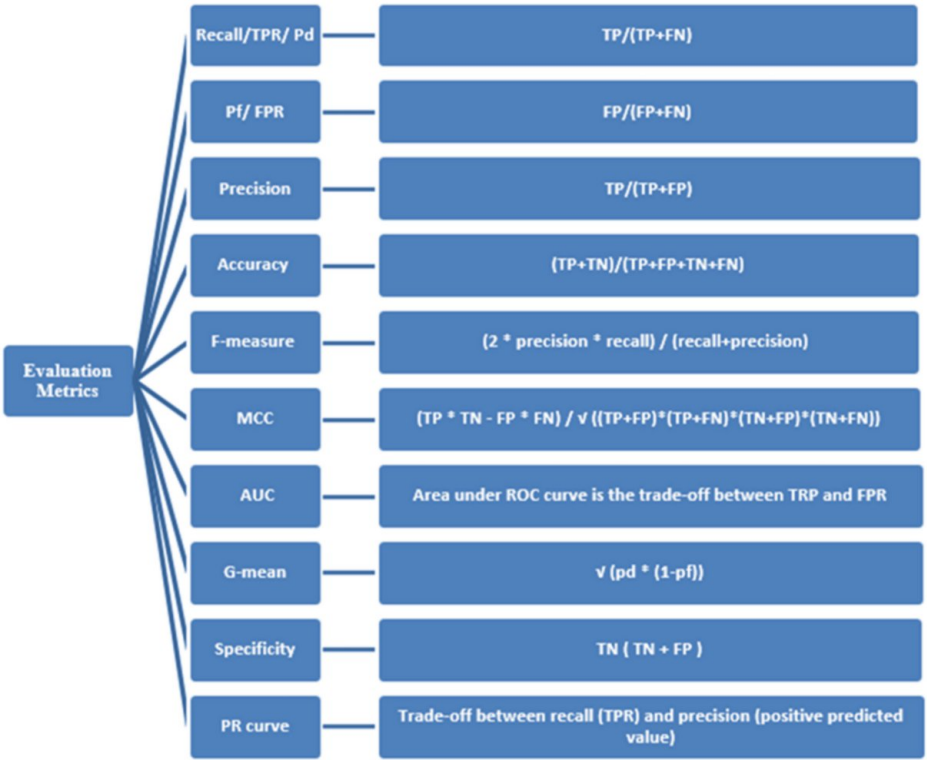 Recall/TPR/ Pd
TP/(TP+FN)
Pf/ FPR
FP/(FP+FN)
Precision
TP/(TP+FP)
Accuracy
(TP+TN)/(TP+FP+TN+FN)
F-measure
(2 * precision * recall) / (recall+precision)
Evaluation
Metrics
MCC
(TP * TN - FP * FN) / √ ((TP+FP)*(TP+FN)*(TN+FP)*(TN+FN))
AUC
Area under ROC curve is the trade-off between TRP and FPR
G-mean
√ (pd * (1-pf))
Specificity
TN ( TN + FP )
PR curve
Trade-off between recall (TPR) and precision (positive predicted
value)